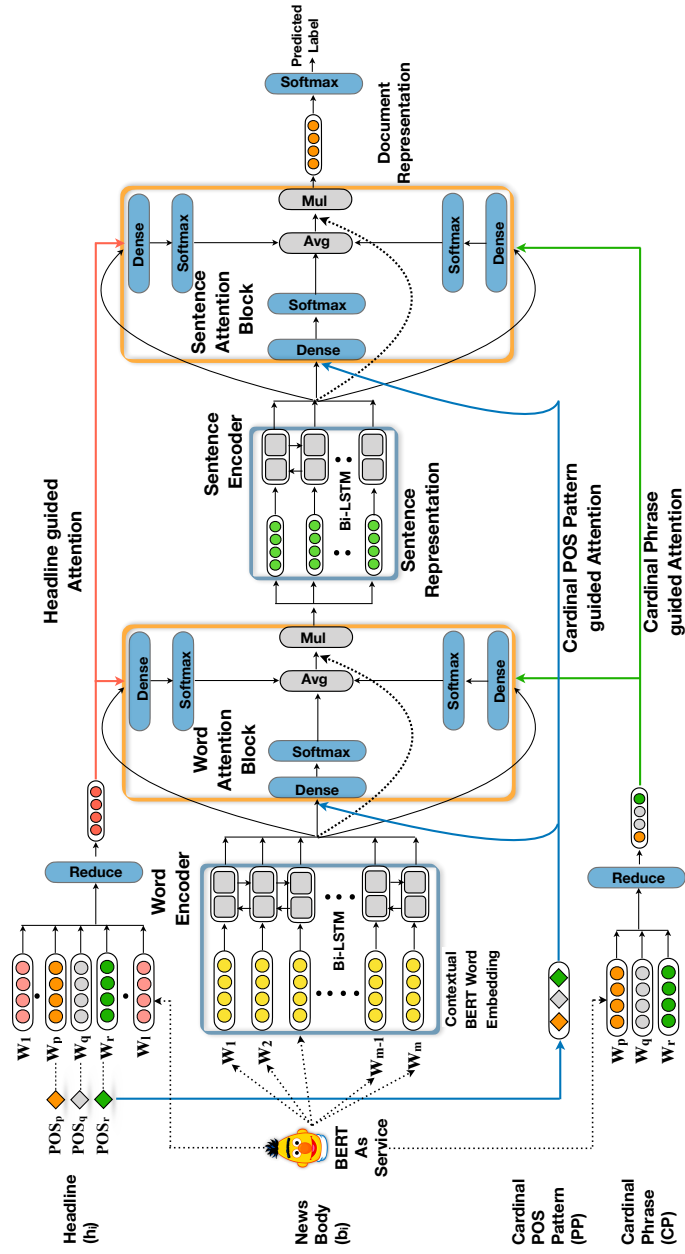 Headline
(hi)
POSp
POSq
POSr
W1
Wp
Wq
Wr
Wl
Reduce
Headline guided
Attention
News
Body (bi)
BERT
As
Service
W1
W2
Wm-1
Wm
Contextual
BERT Word
Embedding
Bi-LSTM
Word
Encoder
Word
Attention
Block
Dense
Softmax
Dense
Softmax
Avg
Mul
Softmax
Dense
Sentence
Encoder
Bi-LSTM
Sentence
Representation
Sentence
Attention
Block
Dense
Softmax
Dense
Softmax
Avg
Mul
Softmax
Dense
Document
Representation
Softmax
Predicted
Label
Cardinal
POS
Pattern
(PP)
Cardinal POS Pattern
guided Attention
Cardinal
Phrase
(CP)
Wp
Wq
Wr
Reduce
Cardinal Phrase
guided Attention